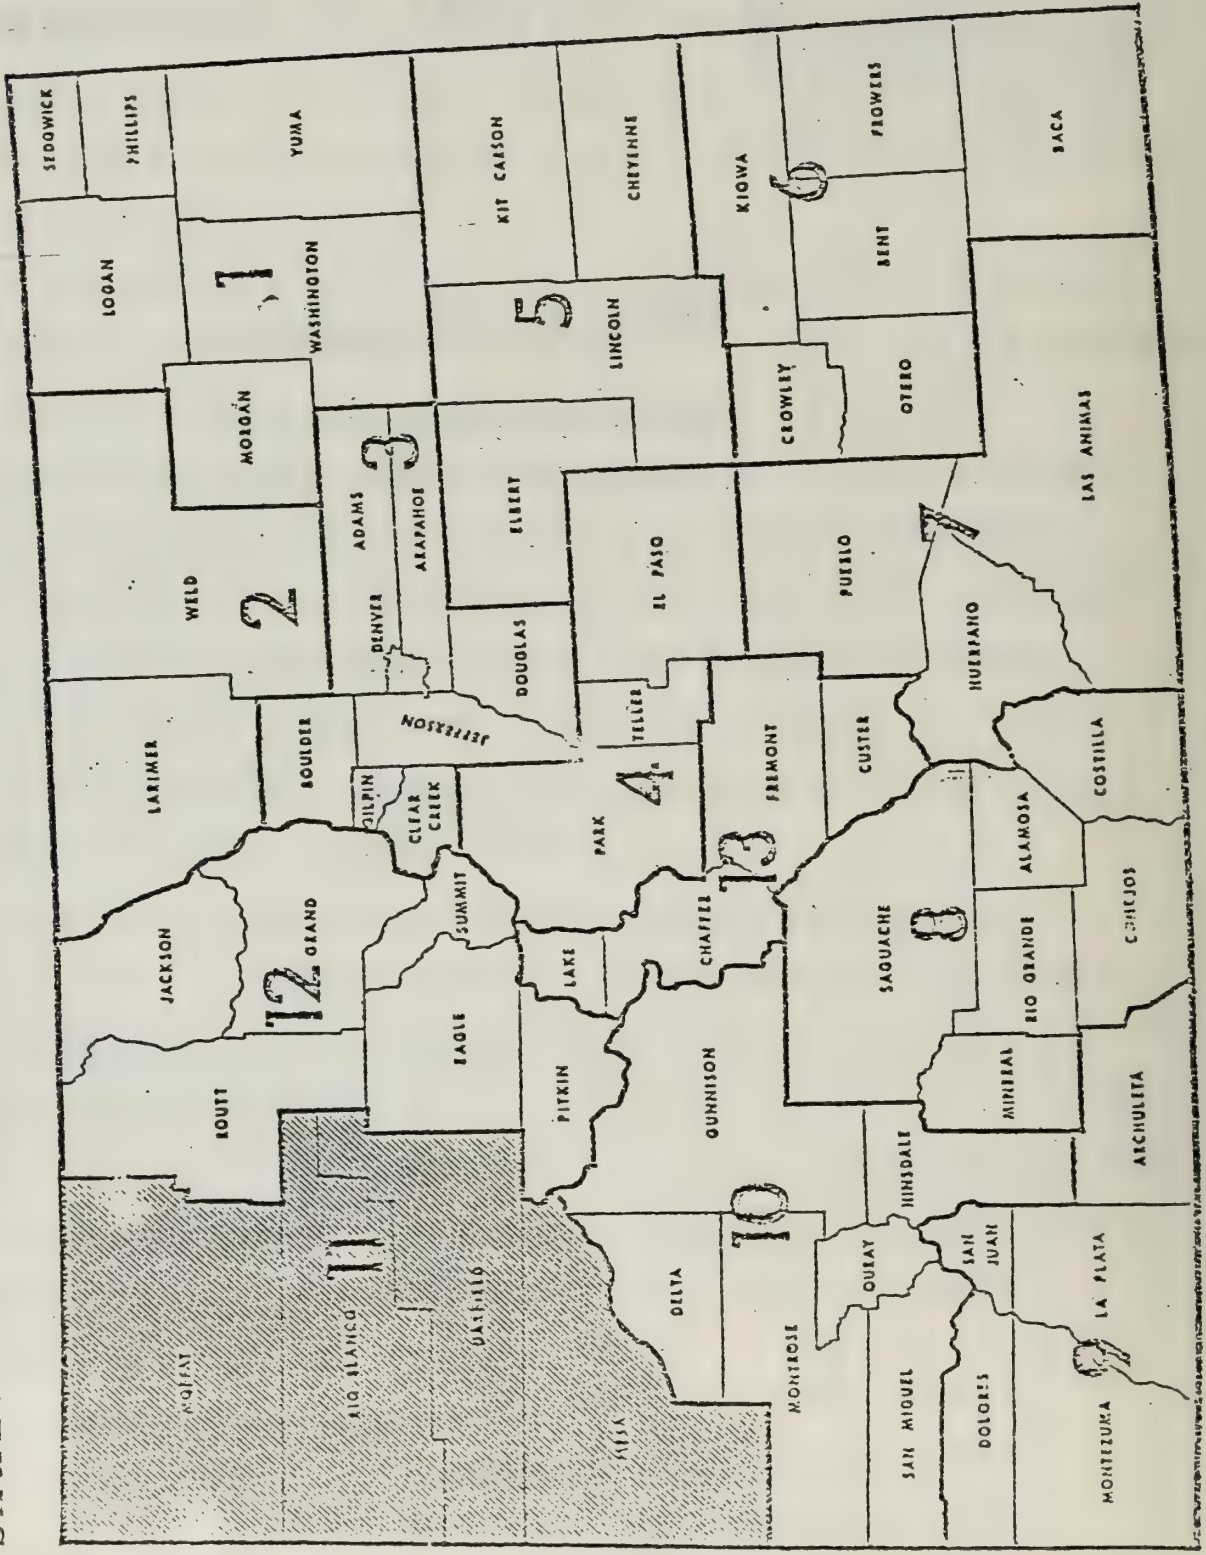 MOFFAT
ROUTT
JACKSON
LARIMER
WELD
LOGAN
SEDGWICK
PHILLIPS
12
GRAND
BOULDER
2
MORGAN
1
WASHINGTON
YUMA
RIO BLANCO
11
GILPIN
CLEAR
CREEK
JEFFERSON
DENVER
ADAMS
3
ARAPAHOE
GARFIELD
EAGLE
SUMMIT
DOUGLAS
ELBERT
5
LINCOLN
KIT CARSON
CHEYENNE
MESA
PITKIN
LAKE
PARK
4
TELLER
EL PASO
DELTA
GUNNISON
CHAFFEE
13
FREMONT
CROWLEY
KIOWA
10
MONTROSE
OURAY
HINSDALE
SAGUACHE
8
CUSTER
PUEBLO
6
PROWERS
BENT
OTERO
7
SAN MIGUEL
DOLORES
SAN
JUAN
MINERAL
RIO GRANDE
ALAMOSA
HUERFANO
LAS ANIMAS
BACA
MONTEZUMA
9
LA PLATA
ARCHULETA
CONEJOS
COSTILLA